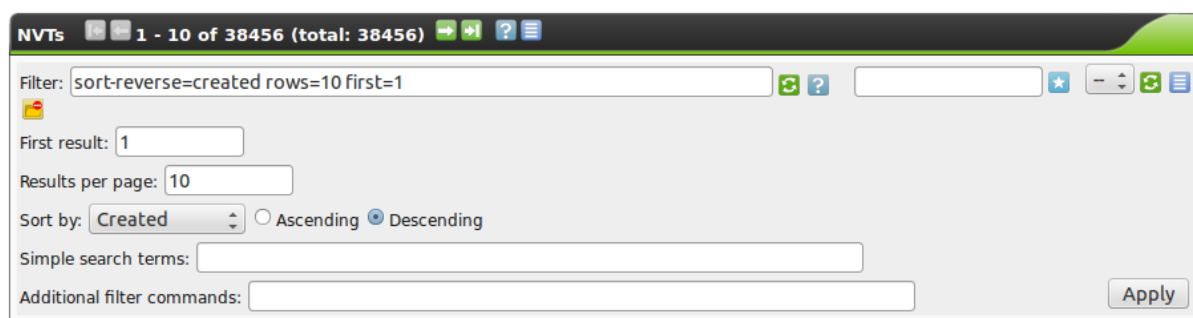 NVTs 1 - 10 of 38456 (total: 38456) ?
Filter: sort-reverse=created rows=10 first=1 ? --
First result: 1
Results per page: 10
Sort by: Created Ascending Descending
Simple search terms:
Additional filter commands: Apply